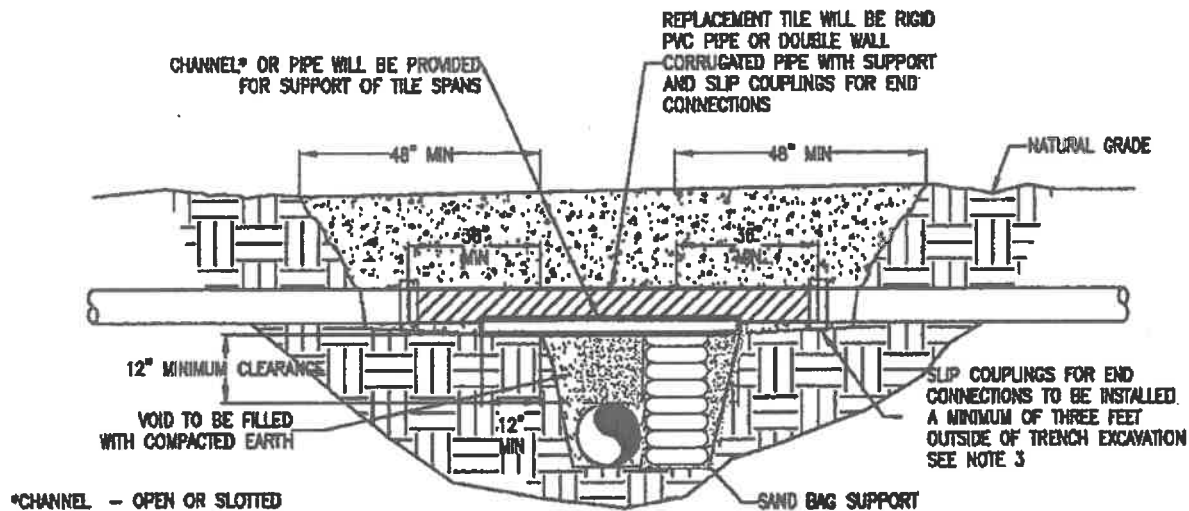 REPLACEMENT TILE WILL BE RIGID
PVC PIPE OR DOUBLE WALL
CORRUGATED PIPE WITH SUPPORT
AND SLIP COUPLINGS FOR END
CONNECTIONS
CHANNEL* OR PIPE WILL BE PROVIDED
FOR SUPPORT OF TILE SPANS
48" MIN
48" MIN
NATURAL GRADE
36"
MIN
36"
MIN.
12" MINIMUM CLEARANCE
VOID TO BE FILLED
WITH COMPACTED EARTH
12"
MIN
SLIP COUPLINGS FOR END
CONNECTIONS TO BE INSTALLED
A MINIMUM OF THREE FEET
OUTSIDE OF TRENCH EXCAVATION
SEE NOTE 3
*CHANNEL - OPEN OR SLOTTED
SAND BAG SUPPORT